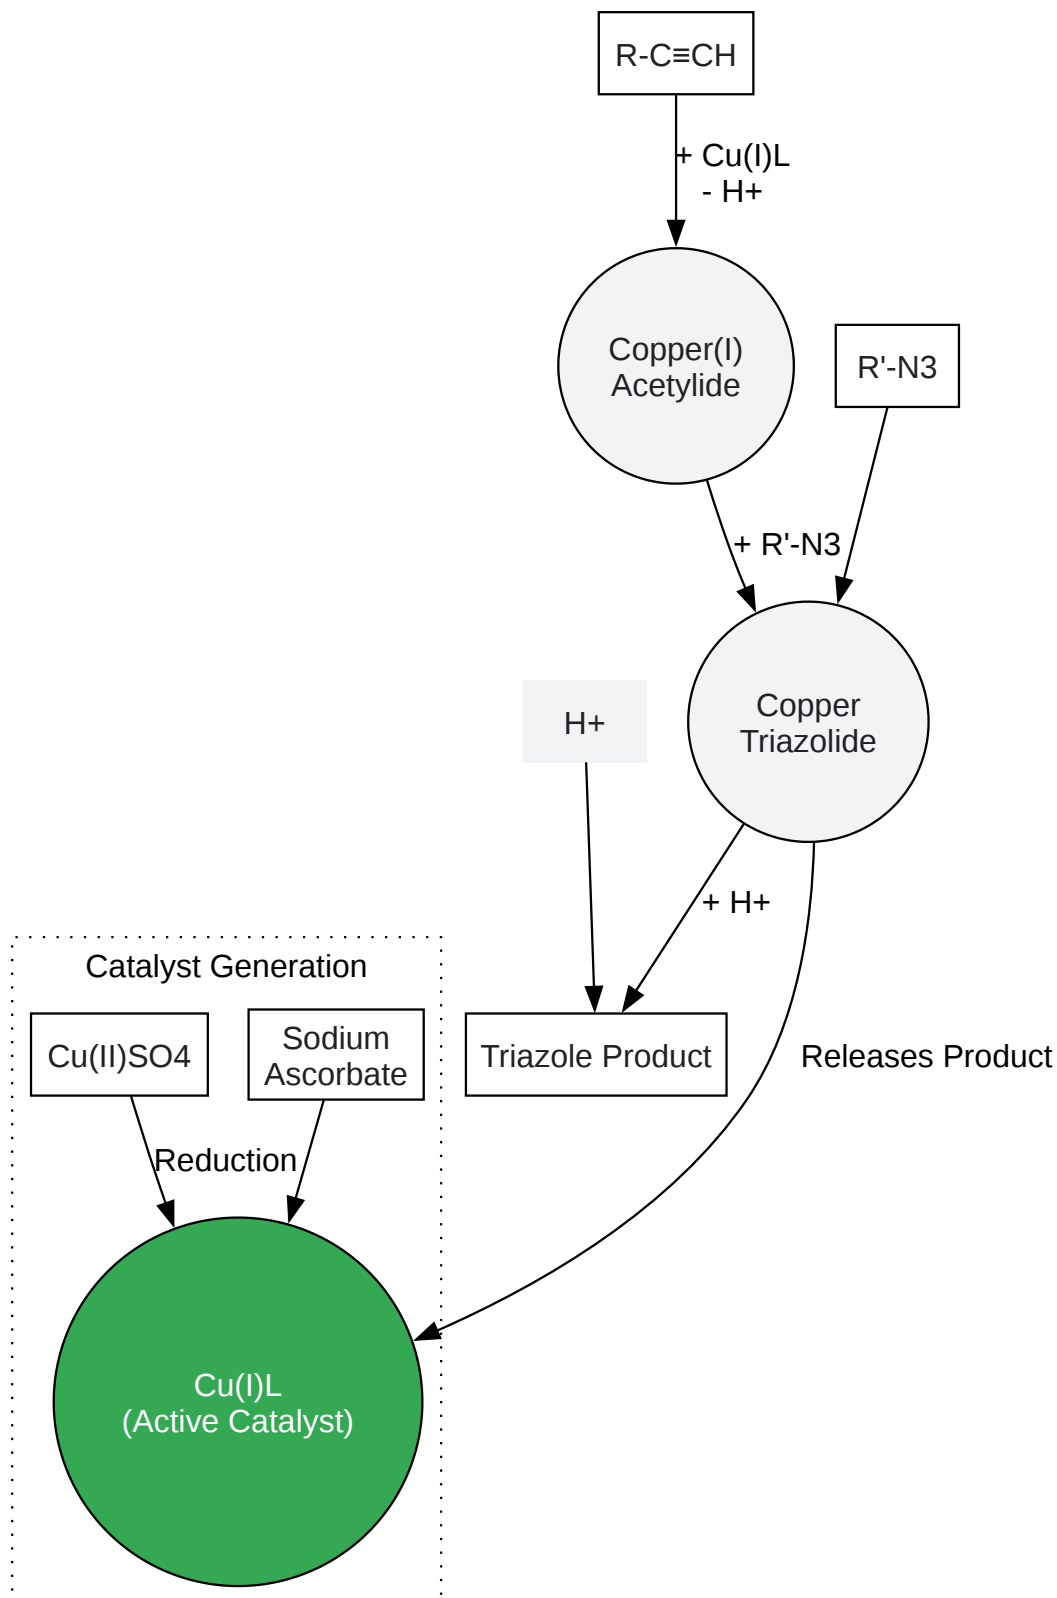 R-C≡CH
+ Cu(I)L
- H+
Copper(I)
Acetylide
R'-N3
+ R'-N3
Copper
Triazolide
H+
+ H+
Catalyst Generation
Cu(II)SO4
Sodium
Ascorbate
Triazole Product
Releases Product
Reduction
Cu(I)L
(Active Catalyst)